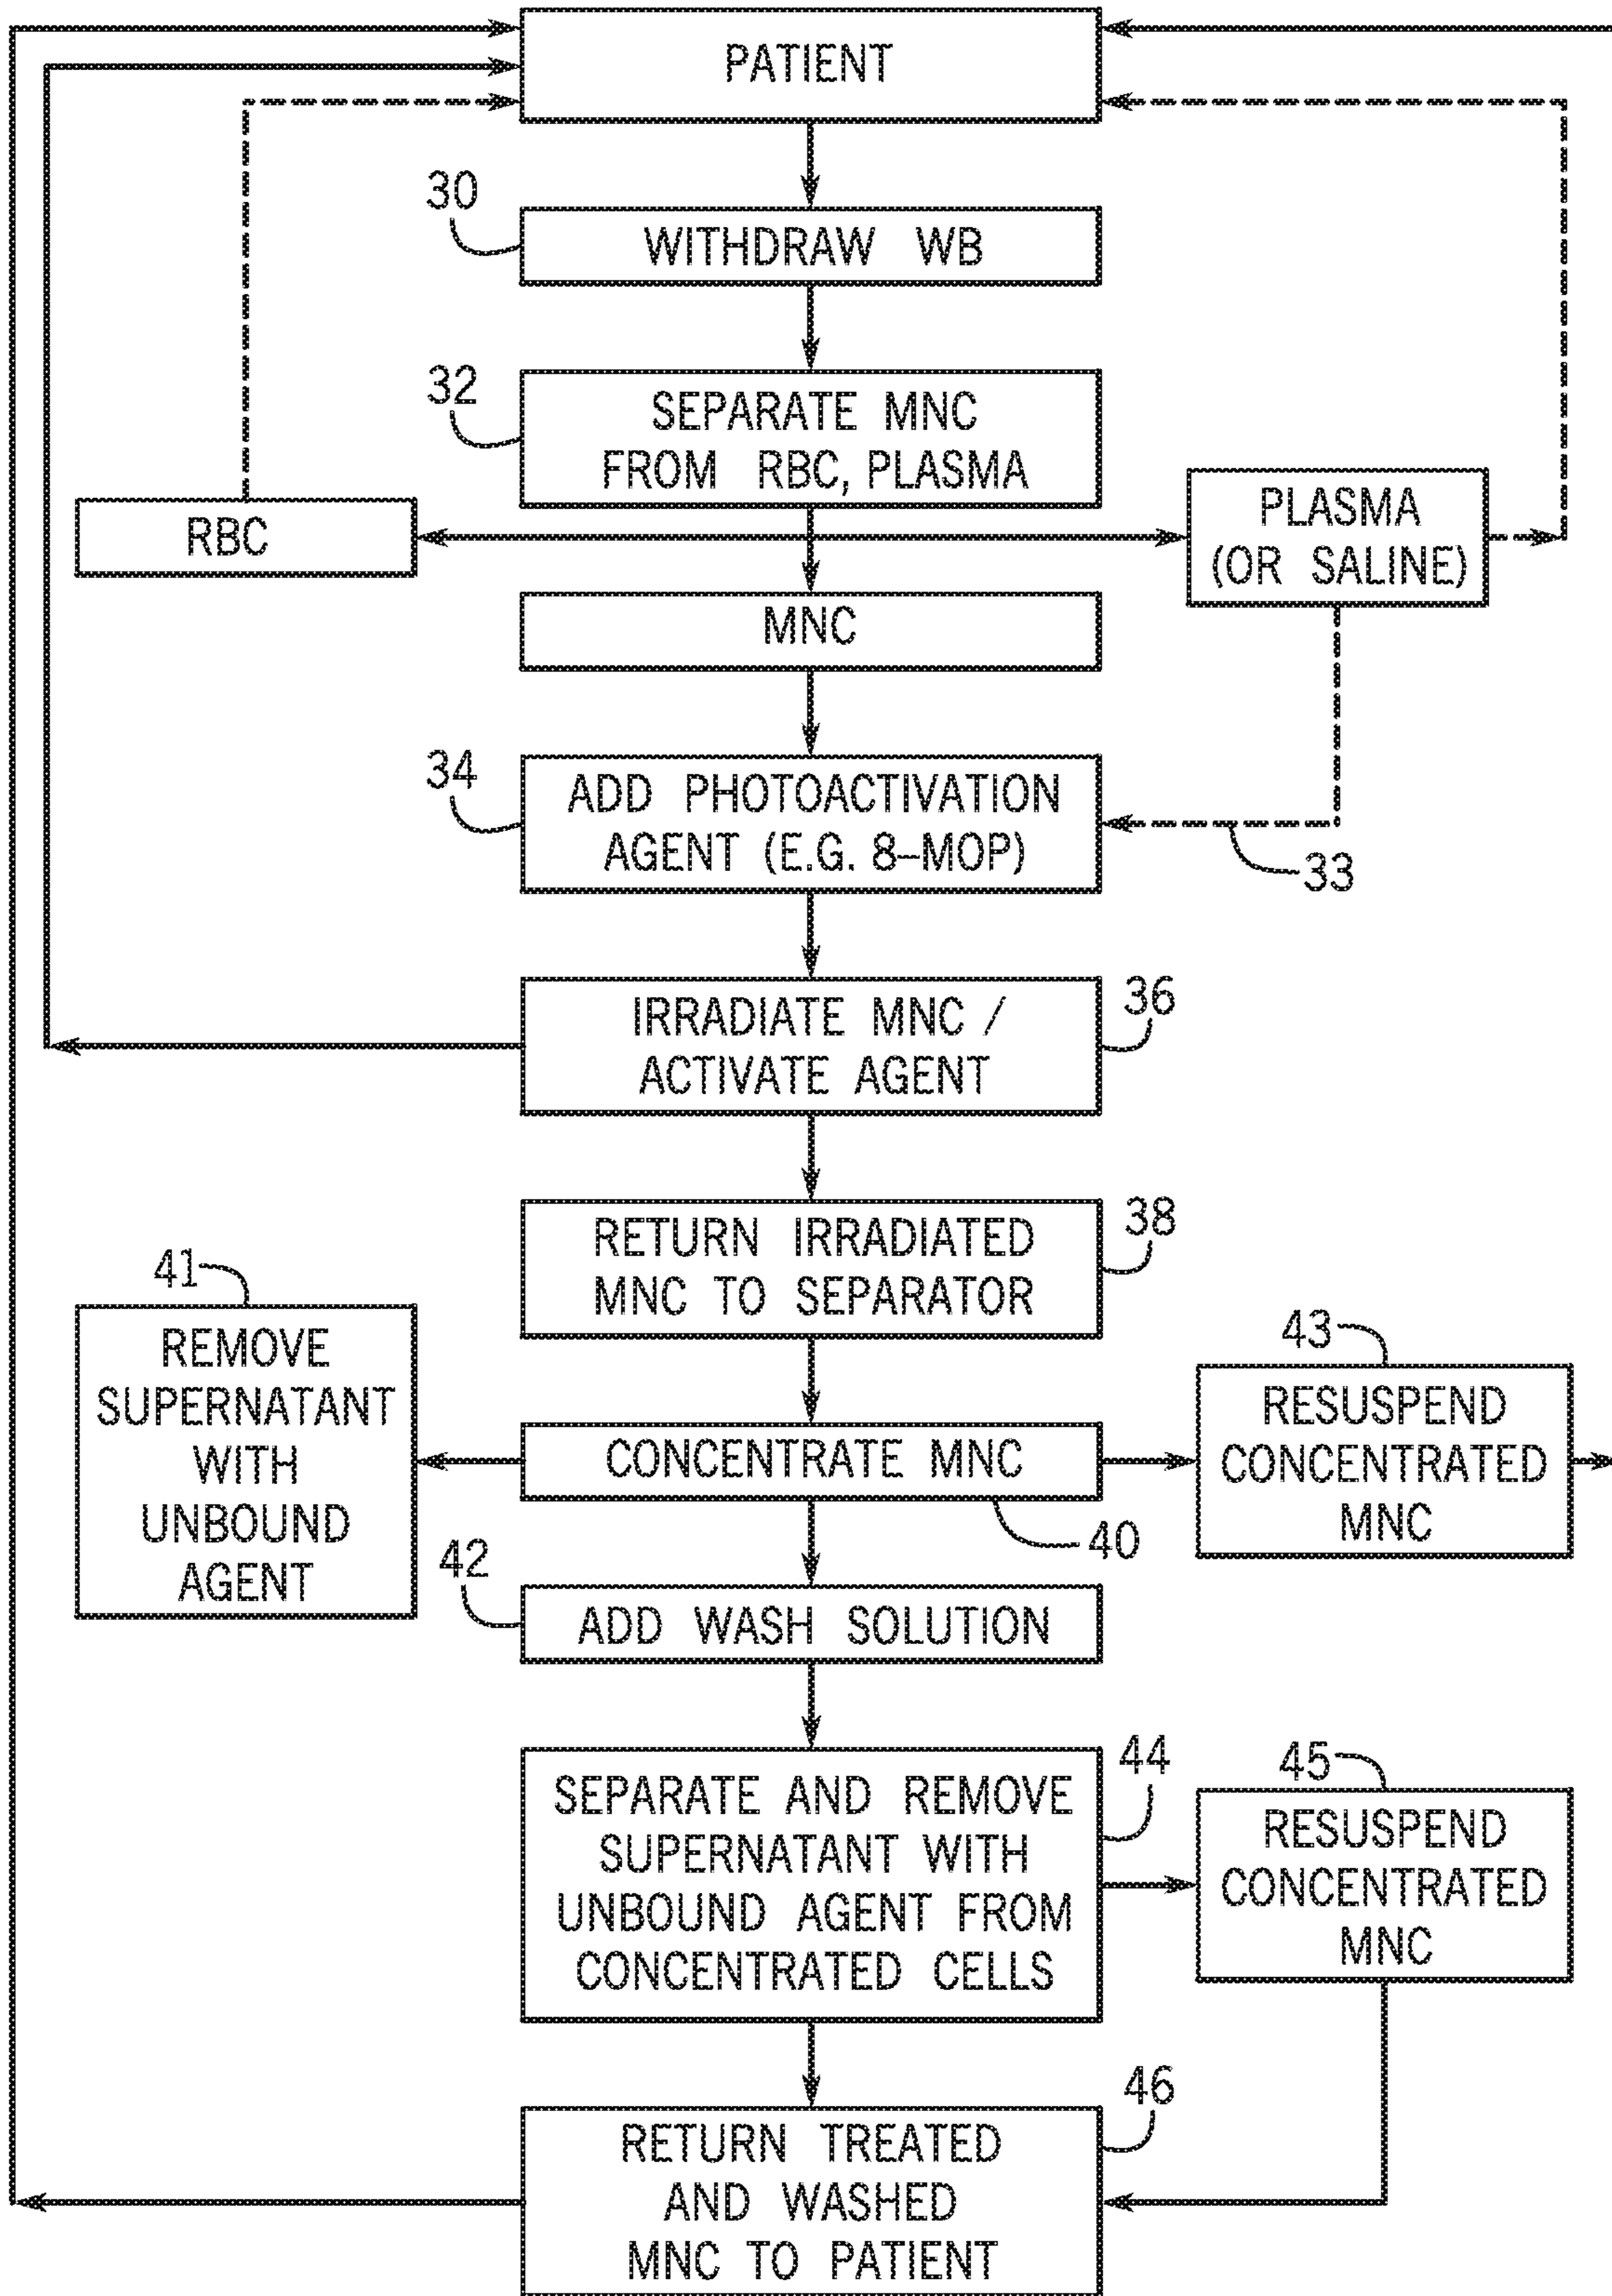 PATIENT
30
WITHDRAW WB
32
SEPARATE MNC
FROM RBC, PLASMA
RBC
PLASMA
(OR SALINE)
MNC
34
ADD PHOTOACTIVATION
AGENT (E.G. 8–MOP)
33
IRRADIATE MNC /
ACTIVATE AGENT
36
RETURN IRRADIATED
MNC TO SEPARATOR
38
41
REMOVE
SUPERNATANT
WITH
UNBOUND
AGENT
CONCENTRATE MNC
40
43
RESUSPEND
CONCENTRATED
MNC
42
ADD WASH SOLUTION
SEPARATE AND REMOVE
SUPERNATANT WITH
UNBOUND AGENT FROM
CONCENTRATED CELLS
44
45
RESUSPEND
CONCENTRATED
MNC
46
RETURN TREATED
AND WASHED
MNC TO PATIENT